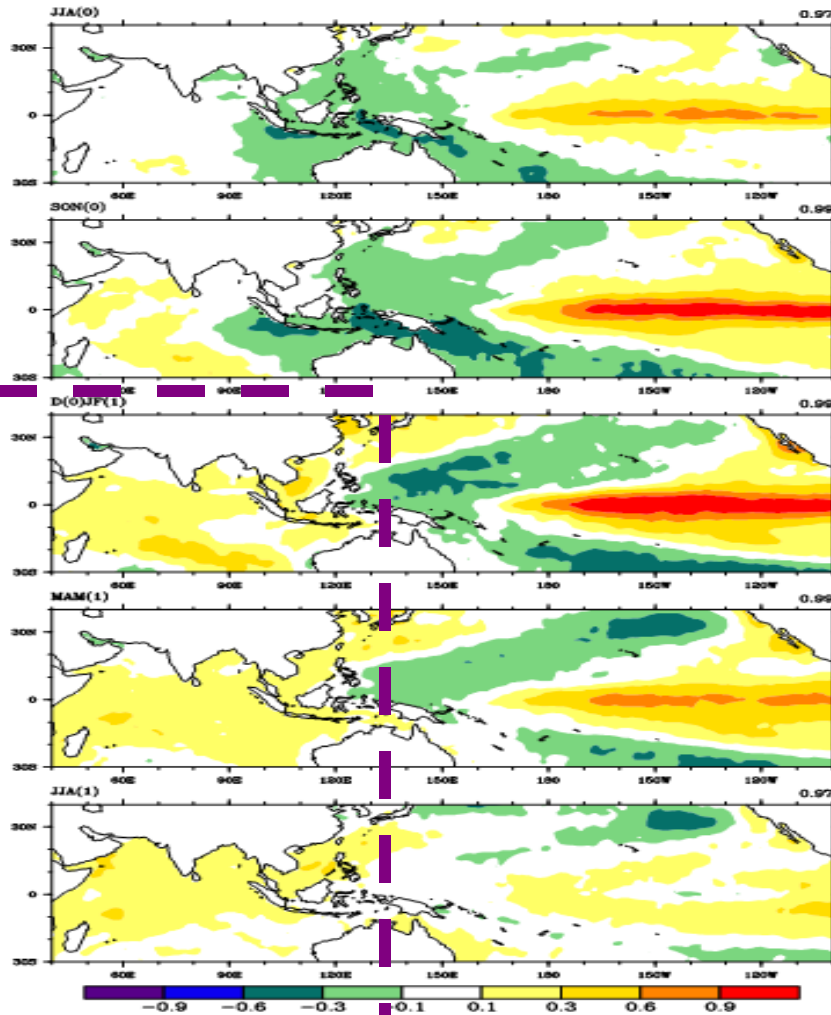 JJA(0) 0.97
30N
0
30S
60E 90E 120E 150E 180 150W 120W
SON(0) 0.99
30N
0
30S
60E 90E 120E 150E 180 150W 120W
D(0)JF(1) 0.99
30N
0
30S
60E 90E 120E 150E 180 150W 120W
MAM(1) 0.99
30N
0
30S
60E 90E 120E 150E 180 150W 120W
JJA(1) 0.97
30N
0
30S
60E 90E 120E 150E 180 150W 120W
-0.9 -0.6 -0.3 -0.1 0.1 0.3 0.6 0.9